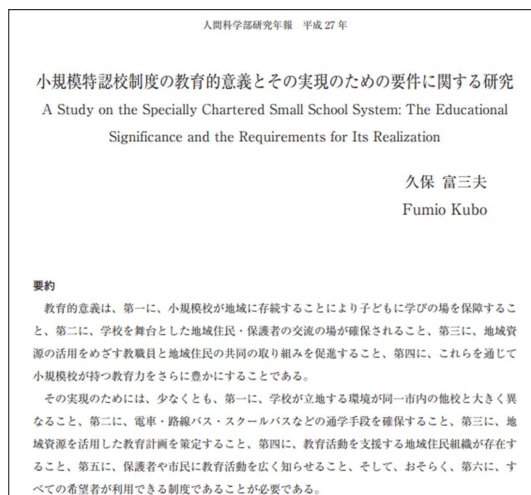 人間科学部研究年報 平成 27 年
小規模特認校制度の教育的意義とその実現のための要件に関する研究
A Study on the Specially Chartered Small School System: The Educational
Significance and the Requirements for Its Realization
久保 富三夫
Fumio Kubo
要約
教育的意義は、第一に、小規模校が地域に存続することにより子どもに学びの場を保障するこ
と、第二に、学校を舞台とした地域住民・保護者の交流の場が確保されること、第三に、地域資
源の活用をめざす教職員と地域住民の共同の取り組みを促進すること、第四に、これらを通じて
小規模校が持つ教育力をさらに豊かにすることである。
その実現のためには、少なくとも、第一に、学校が立地する環境が同一市内の他校と大きく異
なること、第二に、電車・路線バス・スクールバスなどの通学手段を確保すること、第三に、地
域資源を活用した教育計画を策定すること、第四に、教育活動を支援する地域住民組織が存在す
ること、第五に、保護者や市民に教育活動を広く知らせること、そして、おそらく、第六に、す
べての希望者が利用できる制度であることが必要である。